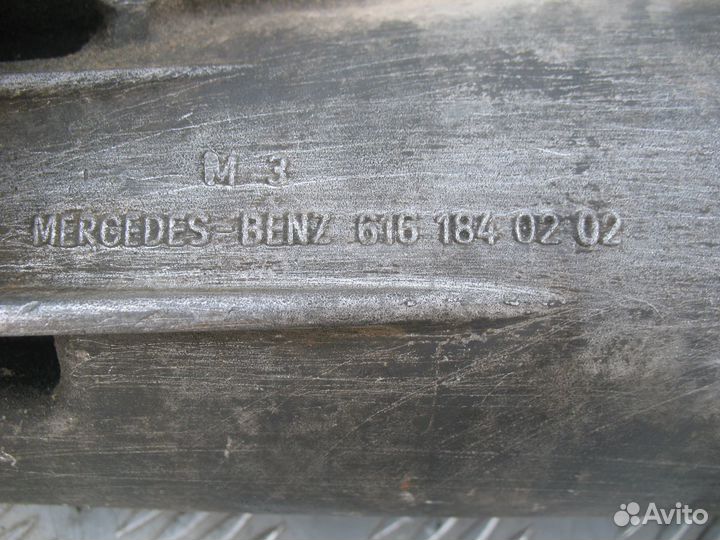 M 3
MERCEDES-BENZ 616 184 02 02
Avito